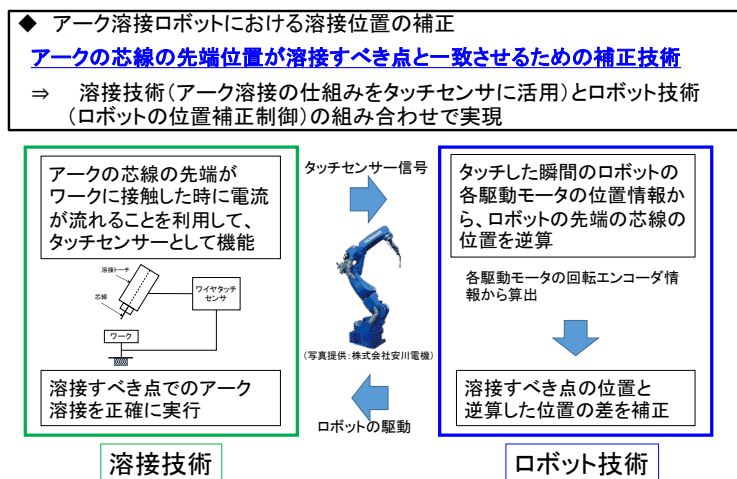 ◆ アーク溶接ロボットにおける溶接位置の補正
アークの芯線の先端位置が溶接すべき点と一致させるための補正技術
⇒ 溶接技術(アーク溶接の仕組みをタッチセンサに活用)とロボット技術
(ロボットの位置補正制御)の組み合わせで実現
アークの芯線の先端が
ワークに接触した時に電流
が流れることを利用して、
タッチセンサーとして機能
溶接トーチ
芯線
ワイヤタッチ
センサ
ワーク
溶接すべき点でのアーク
溶接を正確に実行
溶接技術
タッチセンサー信号
(写真提供:株式会社安川電機)
ロボットの駆動
タッチした瞬間のロボットの
各駆動モータの位置情報か
ら、ロボットの先端の芯線の
位置を逆算
各駆動モータの回転エンコーダ情
報から算出
溶接すべき点の位置と
逆算した位置の差を補正
ロボット技術